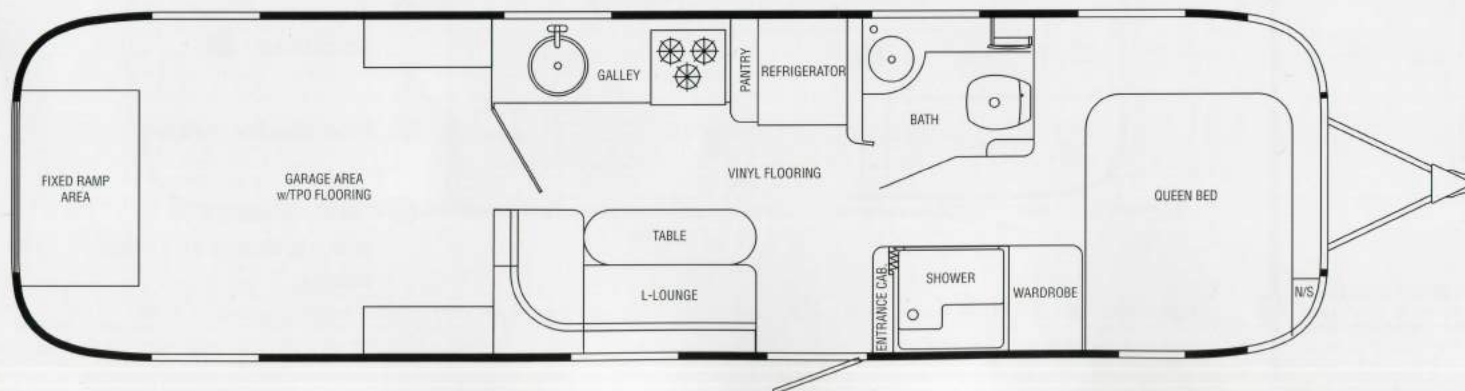 FIXED RAMP
AREA
GARAGE AREA
w/TPO FLOORING
GALLEY
PANTRY
REFRIGERATOR
BATH
VINYL FLOORING
TABLE
L-LOUNGE
ENTRANCE CAB.
SHOWER
WARDROBE
QUEEN BED
N/S